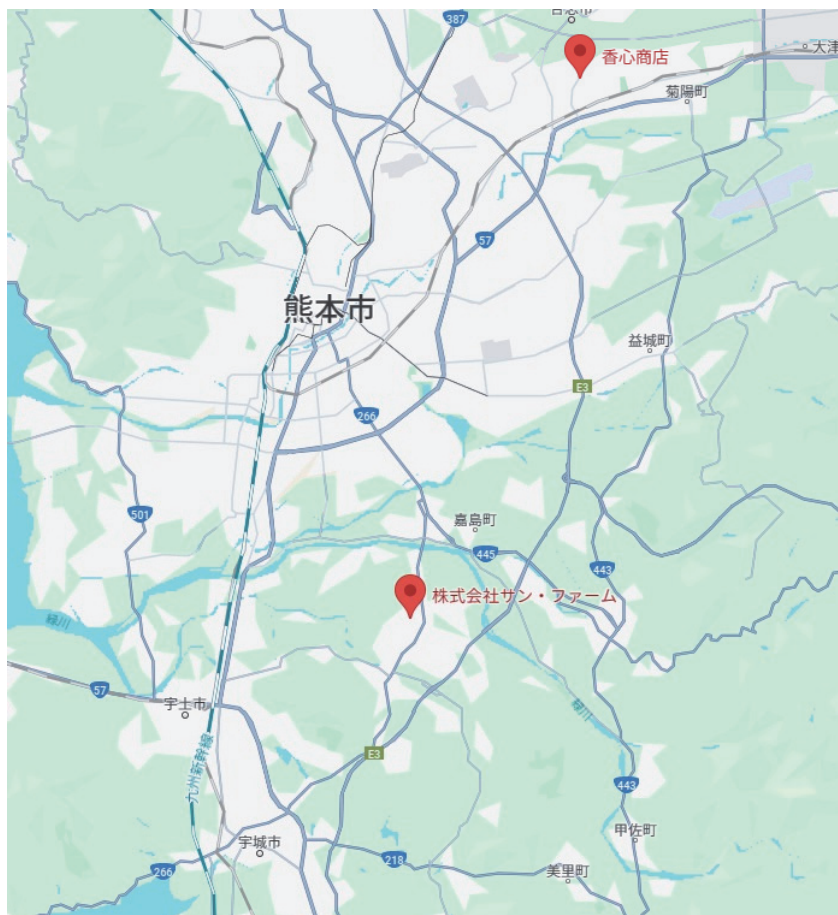 387
合志市
大津
香心商店
菊陽町
57
熊本市
益城町
E3
266
501
嘉島町
445
443
株式会社サン・ファーム
緑川
57
宇土市
緑川
九州新幹線
E3
443
甲佐町
宇城市
218
美里町
266